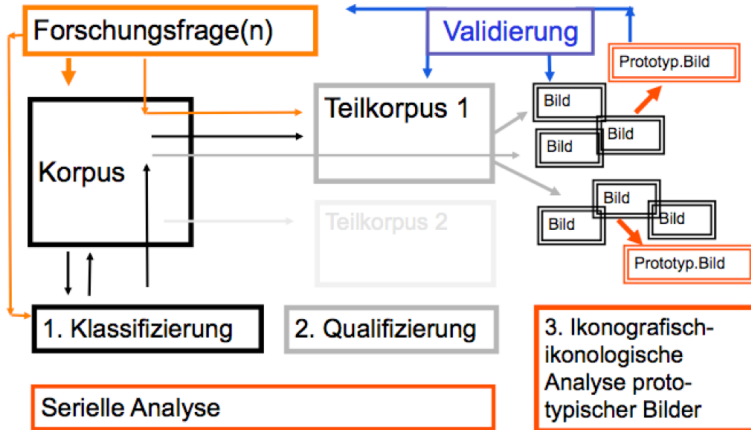 Forschungsfrage(n)
Validierung
Prototyp.Bild
Korpus
Teilkorpus 1
Bild
Bild
Bild
Teilkorpus 2
Bild
Bild
Bild
Prototyp.Bild
1. Klassifizierung
2. Qualifizierung
3. Ikonografisch-
ikonologische
Analyse proto-
typischer Bilder
Serielle Analyse